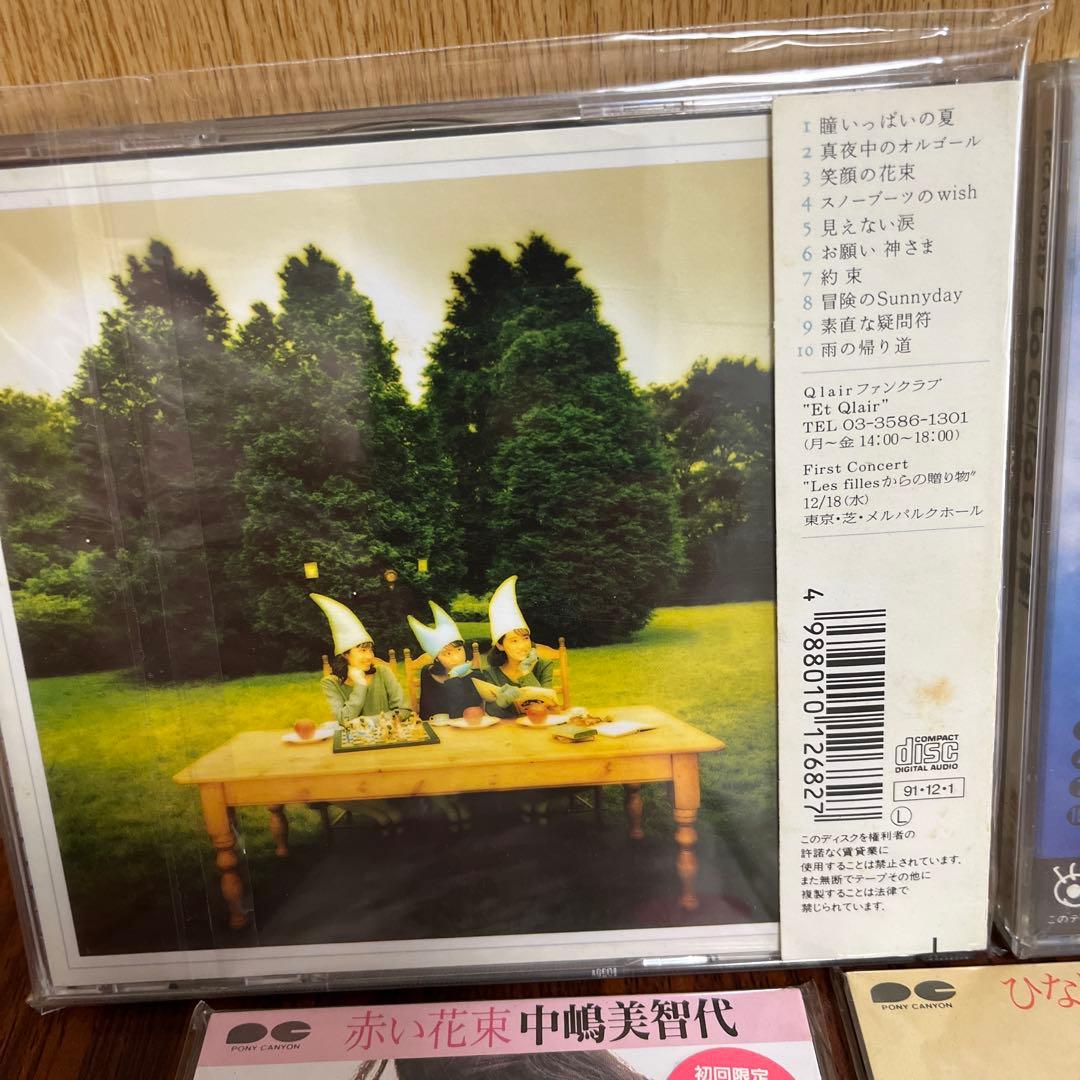 1 瞳いっぱいの夏
2 真夜中のオルゴール
3 笑顔の花束
4 スノーブーツのwish
5 見えない涙
6 お願い 神さま
7 約束
8 冒険のSunnyday
9 素直な疑問符
10 雨の帰り道
Qlairファンクラブ
"Et Qlair"
TEL 03-3586-1301
(月～金 14:00～18:00)
First Concert
"Les fillesからの贈り物"
12/18(水)
東京・芝・メルパルクホール
4 988010 126827
COMPACT
disc
DIGITAL AUDIO
91・12・1
L
このディスクを権利者の
許諾なく賃貸業に
使用することは禁止されています。
また無断でテープその他に
複製することは法律で
禁じられています。
PONY CANYON
赤い花束 中嶋美智代
初回限定
PONY CANYON
ひな
このデ